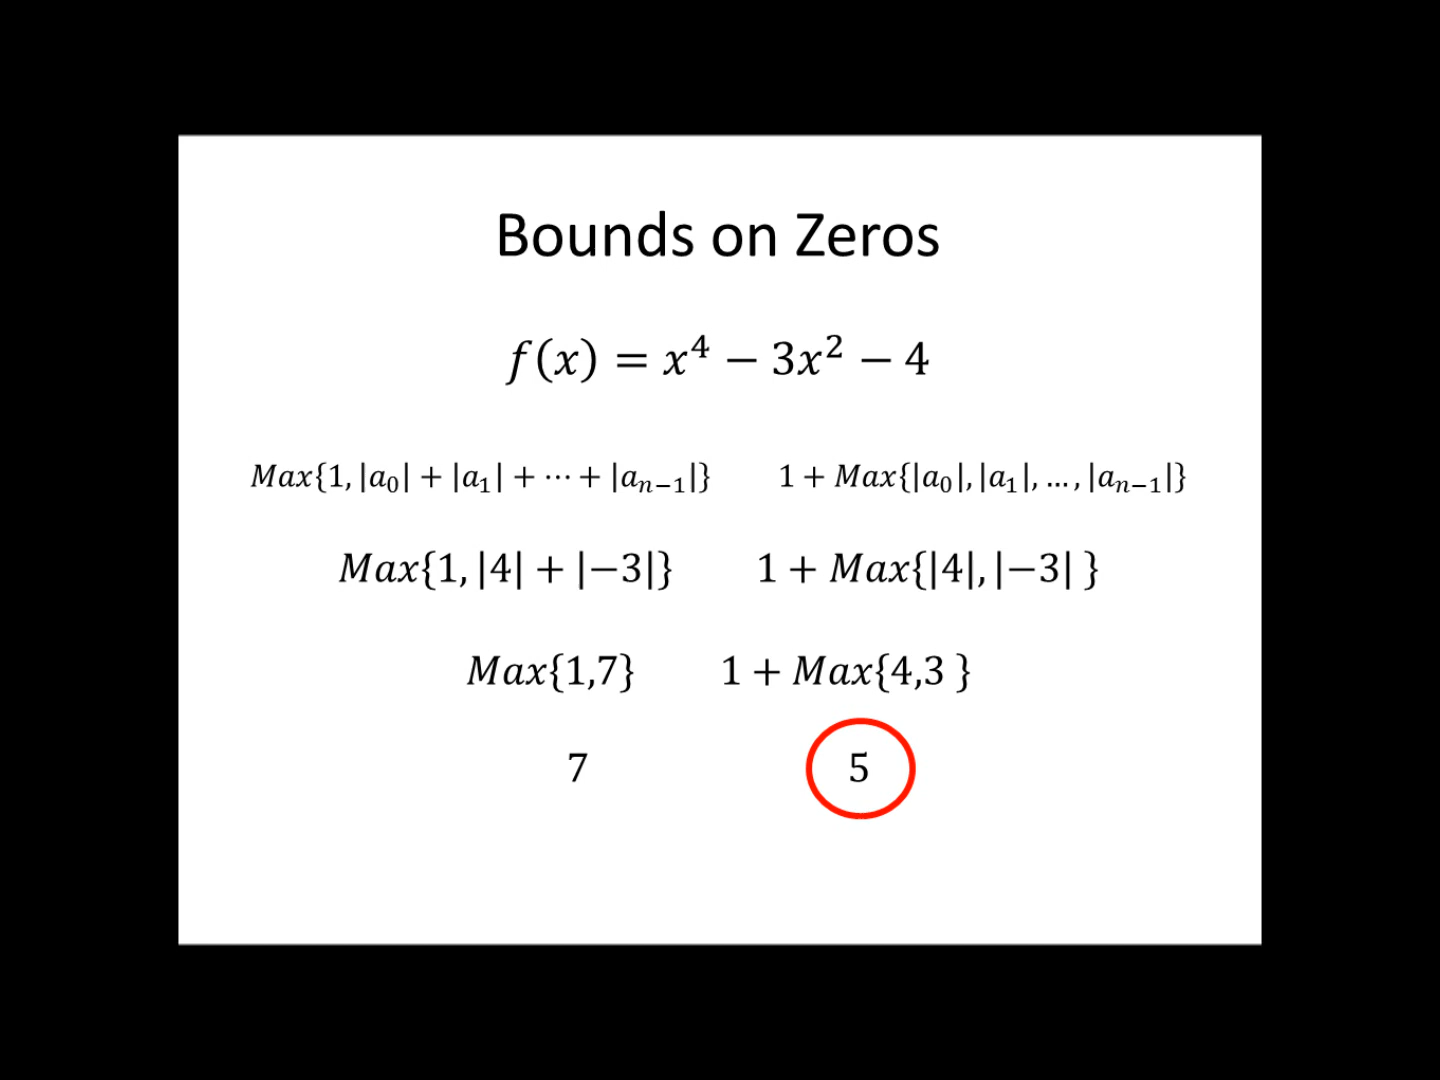 Bounds on Zeros
f(x) = x⁴ − 3x² − 4
Max{1, |a₀| + |a₁| + ⋯ + |aₙ₋₁|} 1 + Max{|a₀|, |a₁|, … , |aₙ₋₁|}
Max{1, |4| + |−3|} 1 + Max{|4|, |−3| }
Max{1,7} 1 + Max{4,3 }
7 5